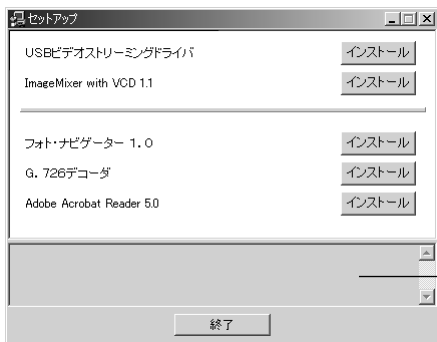 セットアップ
USBビデオストリーミングドライバ インストール
ImageMixer with VCD 1.1 インストール
フォト・ナビゲーター 1.0 インストール
G. 726デコーダ インストール
Adobe Acrobat Reader 5.0 インストール
終了